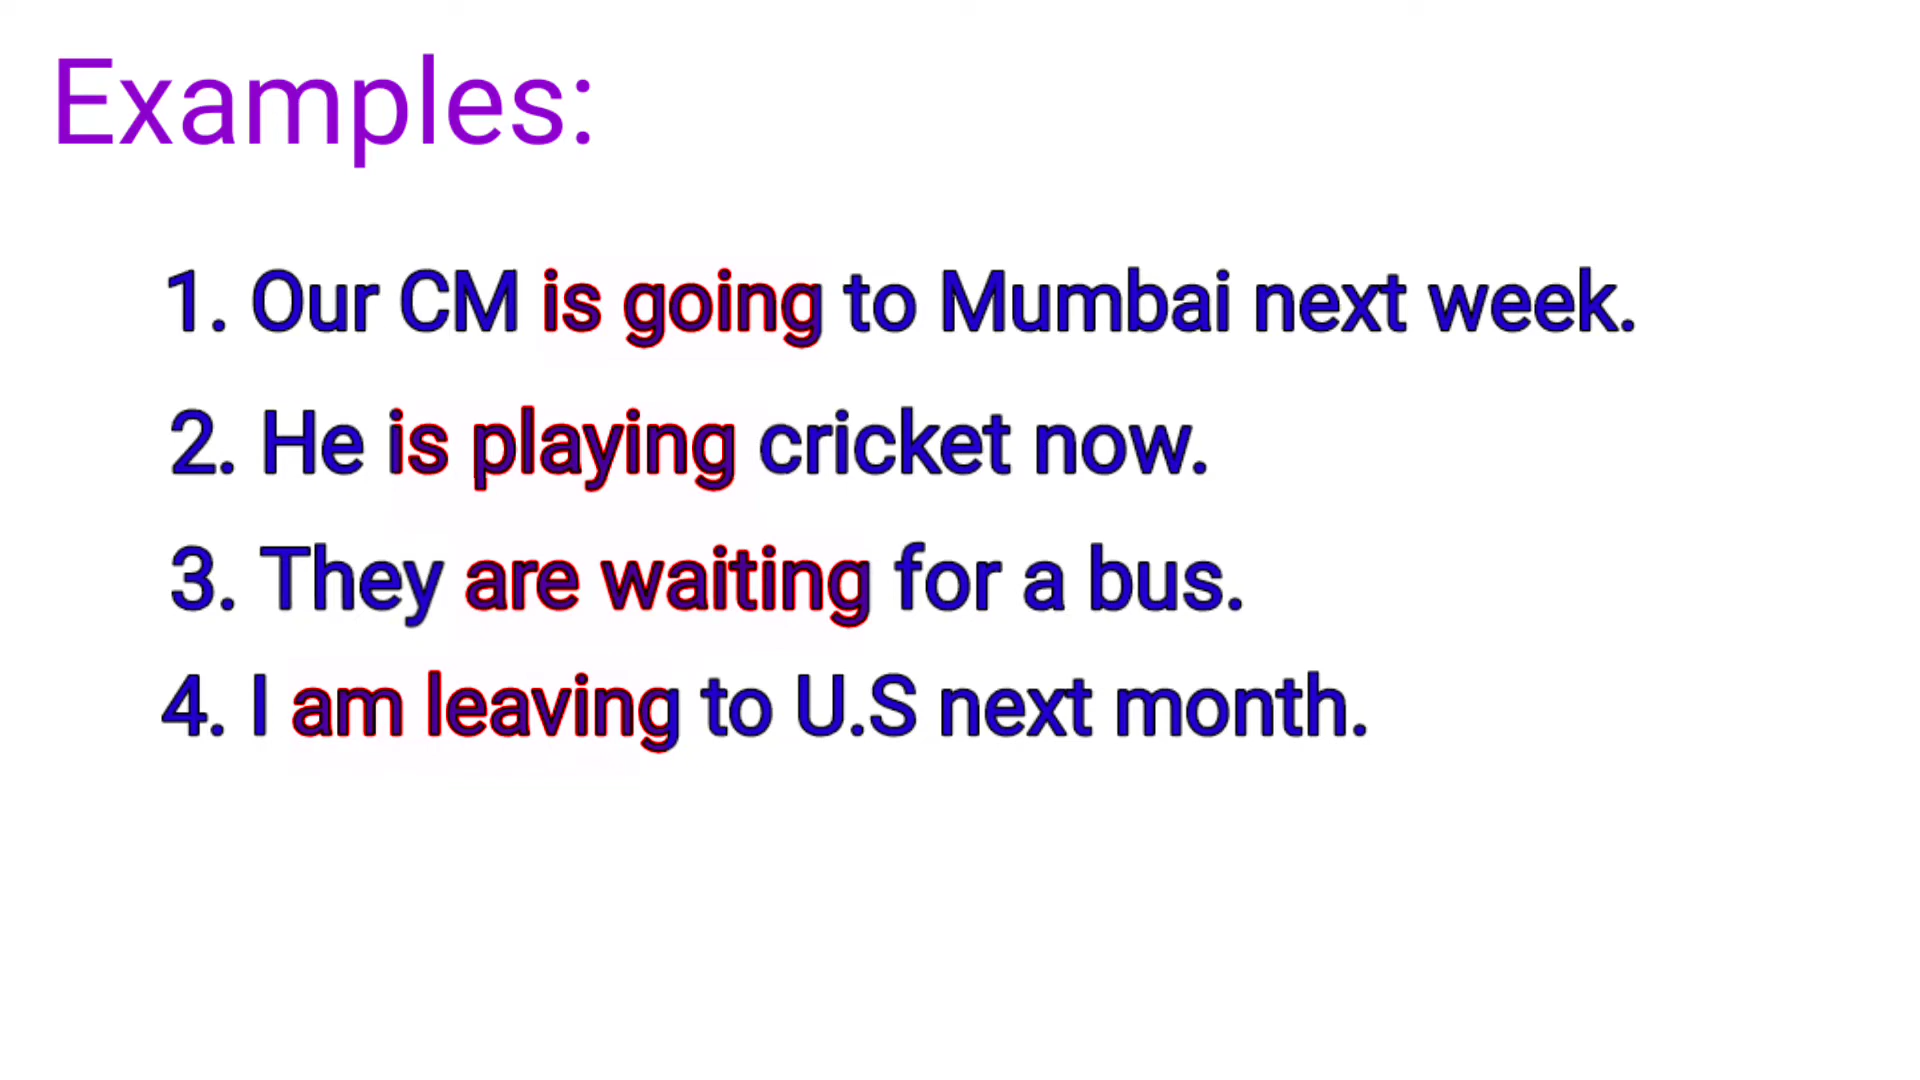 Examples:
1. Our CM is going to Mumbai next week.
2. He is playing cricket now.
3. They are waiting for a bus.
4. I am leaving to U.S next month.